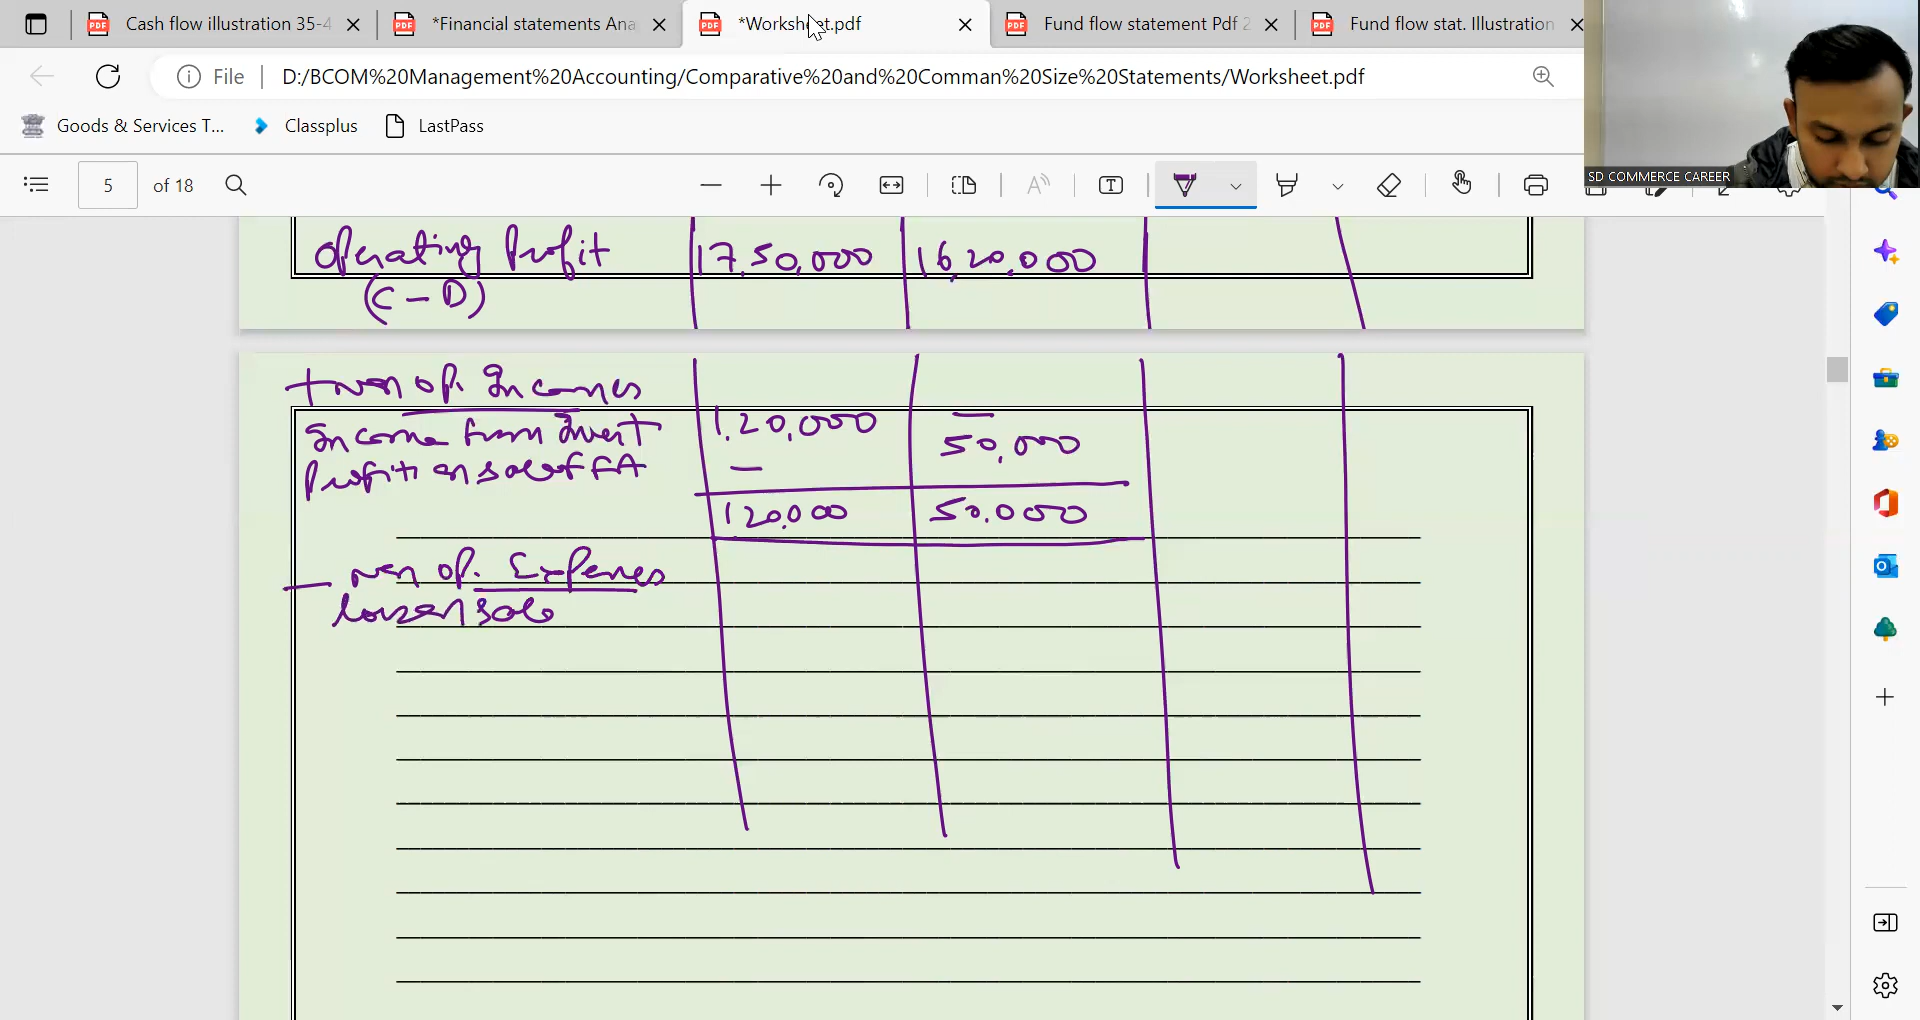 Cash flow illustration 35-4
*Financial statements Ana
*Worksheet.pdf
Fund flow statement Pdf 2
Fund flow stat. Illustration
File
D:/BCOM%20Management%20Accounting/Comparative%20and%20Comman%20Size%20Statements/Worksheet.pdf
Goods & Services T...
Classplus
LastPass
5 of 18
SD COMMERCE CAREER
Operating Profit 17,50,000 16,20,000
(C - D)
+ Non op. Incomes
Income from Invest 1,20,000 —
Profit on sale of FA — 50,000
120,000 50,000
— Non op. Expenses
loss on sale